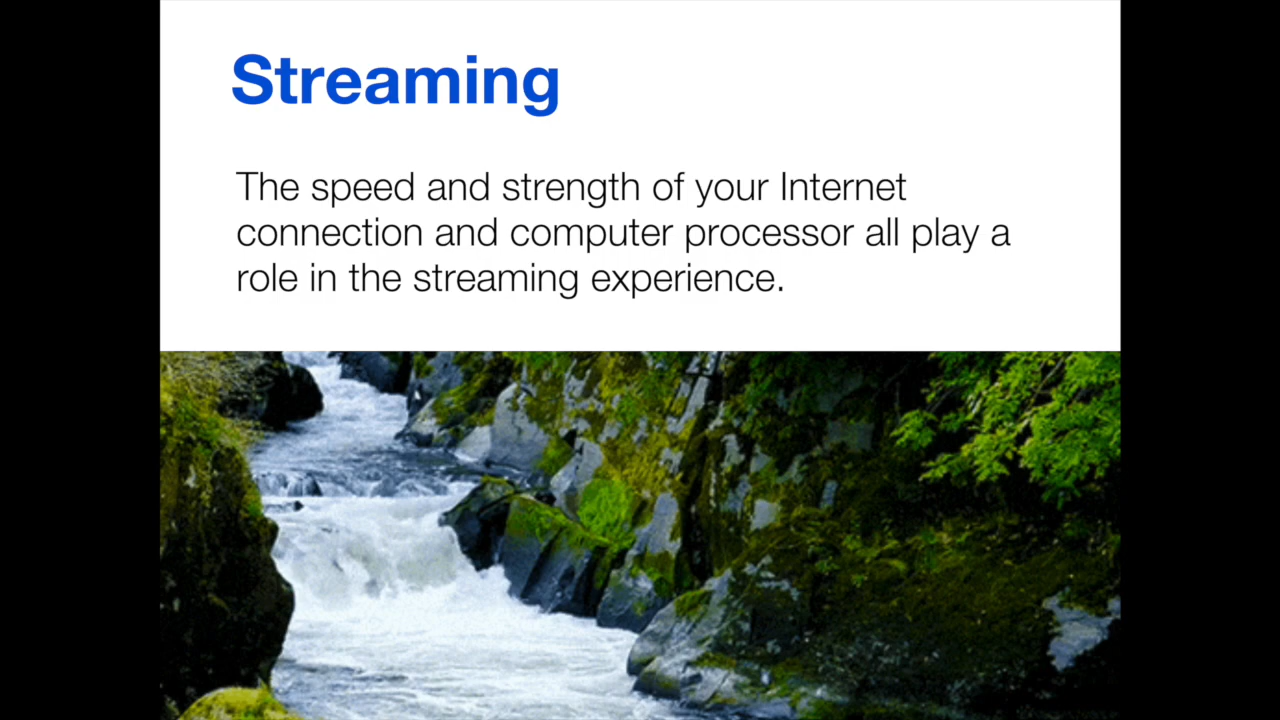 Streaming
The speed and strength of your Internet
connection and computer processor all play a
role in the streaming experience.